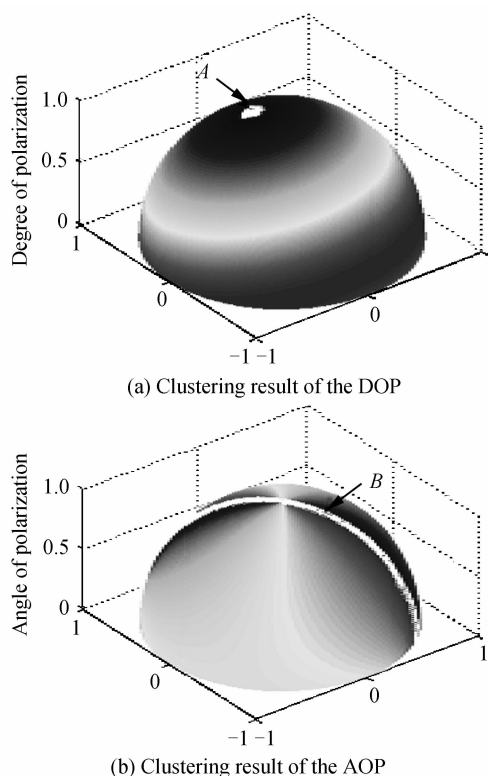 A
Degree of polarization
1.0
0.5
0
1
0
−1 −1
0
(a) Clustering result of the DOP
B
Angle of polarization
1.0
0.5
0
1
0
−1 −1
0
1
(b) Clustering result of the AOP